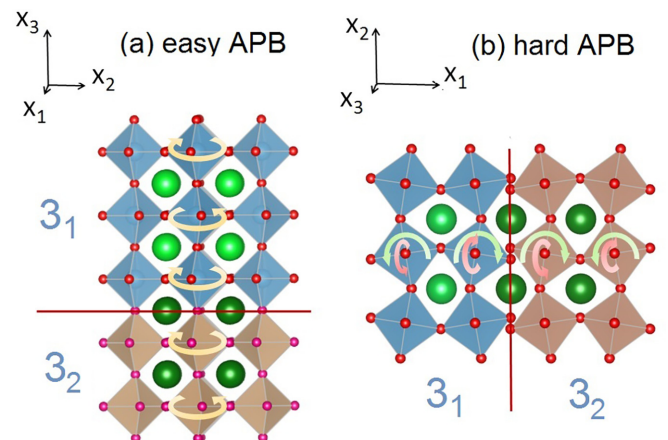 x₃
x₂
x₁
(a) easy APB
3₁
3₂
x₂
x₁
x₃
(b) hard APB
3₁
3₂